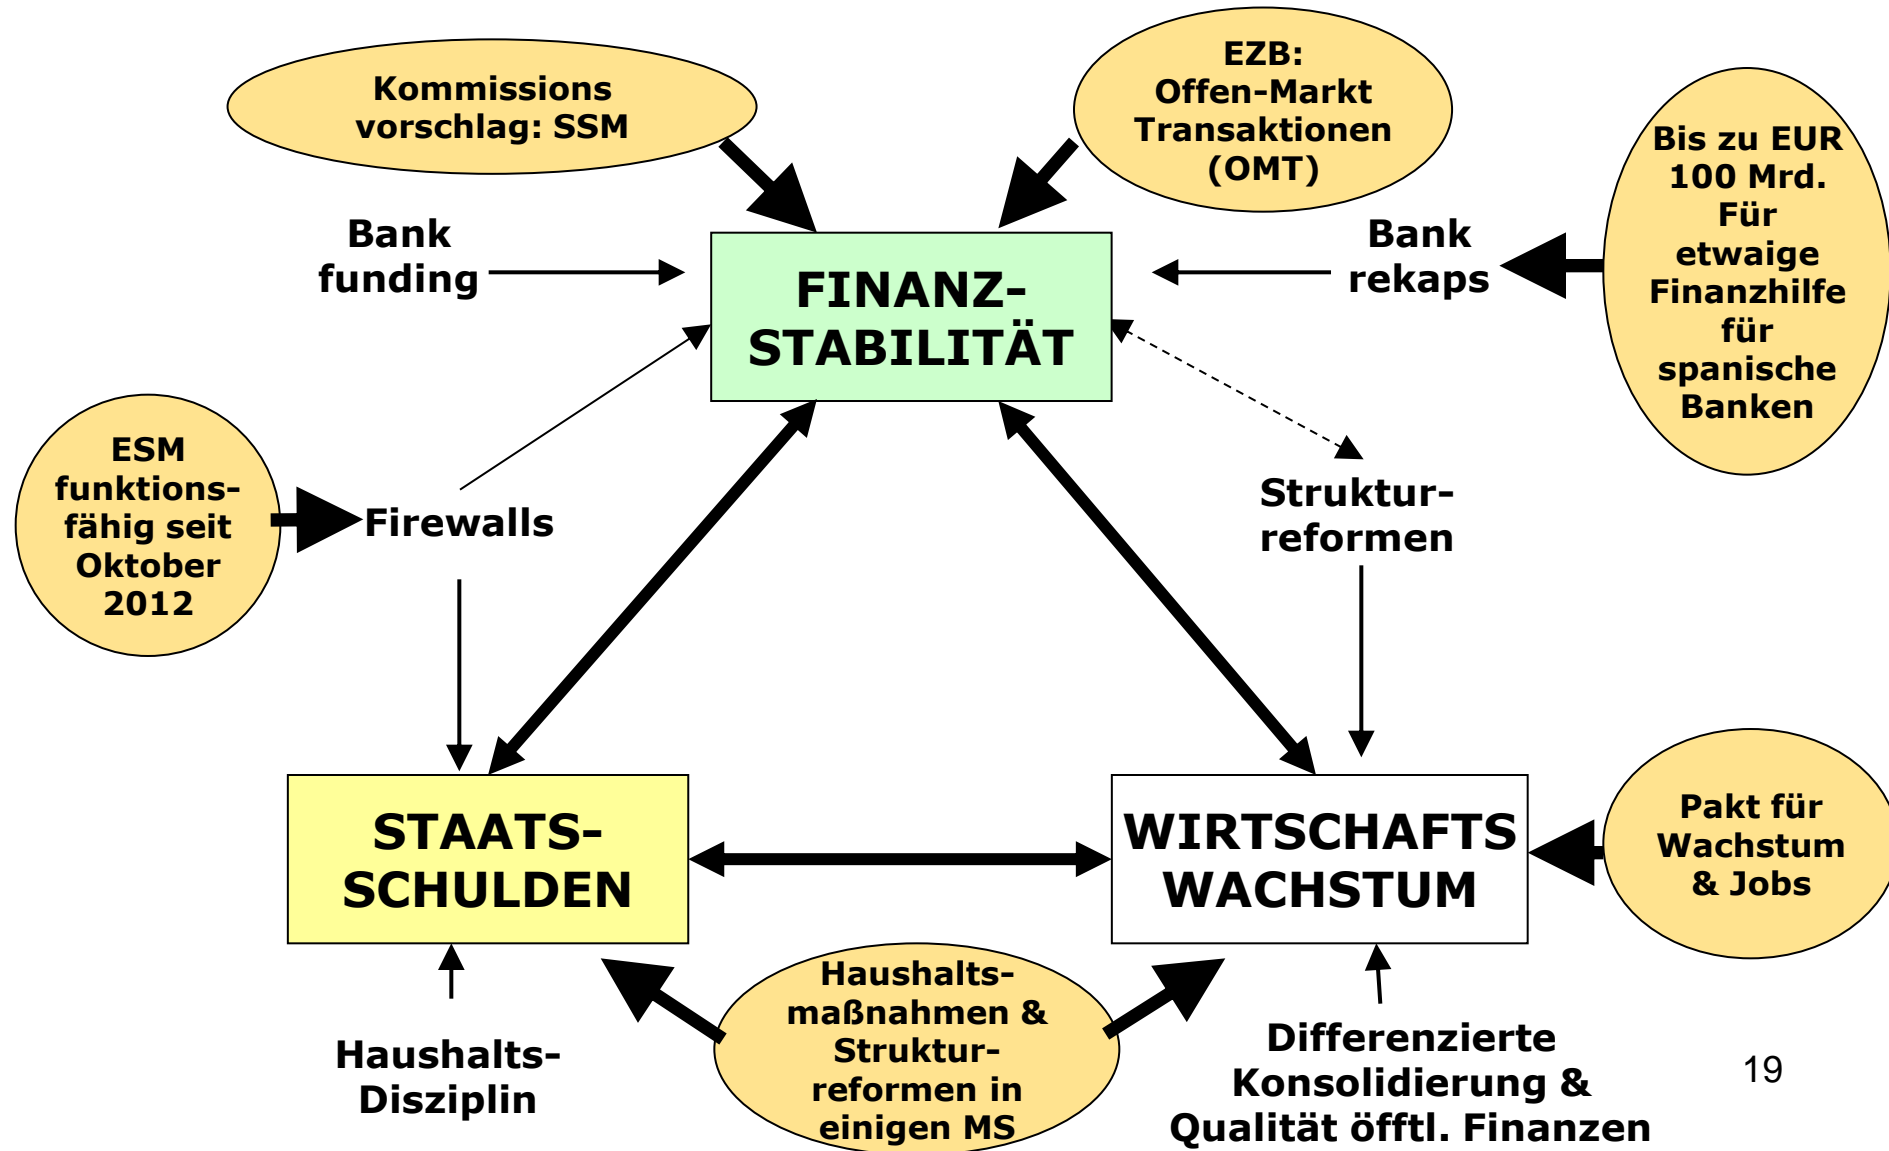 Kommissions
vorschlag: SSM
EZB:
Offen-Markt
Transaktionen
(OMT)
Bis zu EUR
100 Mrd.
Für
etwaige
Finanzhilfe
für
spanische
Banken
Bank
funding
FINANZ-
STABILITÄT
Bank
rekaps
ESM
funktions-
fähig seit
Oktober
2012
Firewalls
Struktur-
reformen
STAATS-
SCHULDEN
WIRTSCHAFTS
WACHSTUM
Pakt für
Wachstum
& Jobs
Haushalts-
Disziplin
Haushalts-
maßnahmen &
Struktur-
reformen in
einigen MS
Differenzierte
Konsolidierung &
Qualität öfftl. Finanzen
19